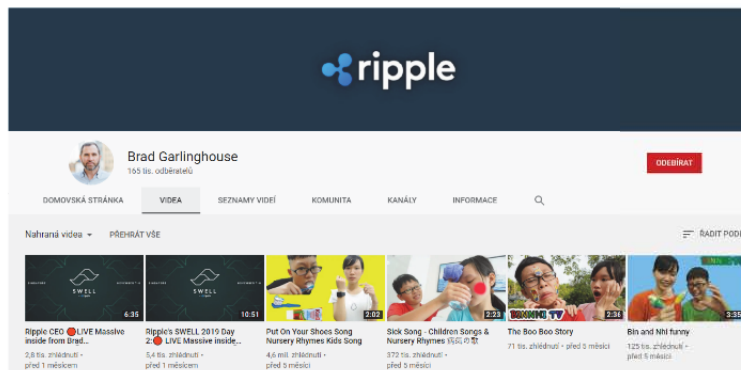 ripple
Brad Garlinghouse
165 tis. odběratelů
ODEBÍRAT
DOMOVSKÁ STRÁNKA VIDEA SEZNAMY VIDEÍ KOMUNITA KANÁLY INFORMACE
Nahraná videa PŘEHRÁT VŠE ŘADIT PODL
SWELL
6:35
SWELL
10:51
2:02
2:23
BONNHI TV
2:36
3:35
Ripple CEO 🔴LIVE Massive
inside from Brad...
2,8 tis. zhlédnutí •
před 1 měsícem
Ripple's SWELL 2019 Day
2:🔴 LIVE Massive inside...
5,4 tis. zhlédnutí •
před 1 měsícem
Put On Your Shoes Song
Nursery Rhymes Kids Song
4,6 mil. zhlédnutí •
před 5 měsíci
Sick Song - Children Songs &
Nursery Rhymes 病気の歌
372 tis. zhlédnutí •
před 5 měsíci
The Boo Boo Story
71 tis. zhlédnutí • před 5 měsíci
Bin and Nhi funny
125 tis. zhlédnutí •
před 5 měsíci